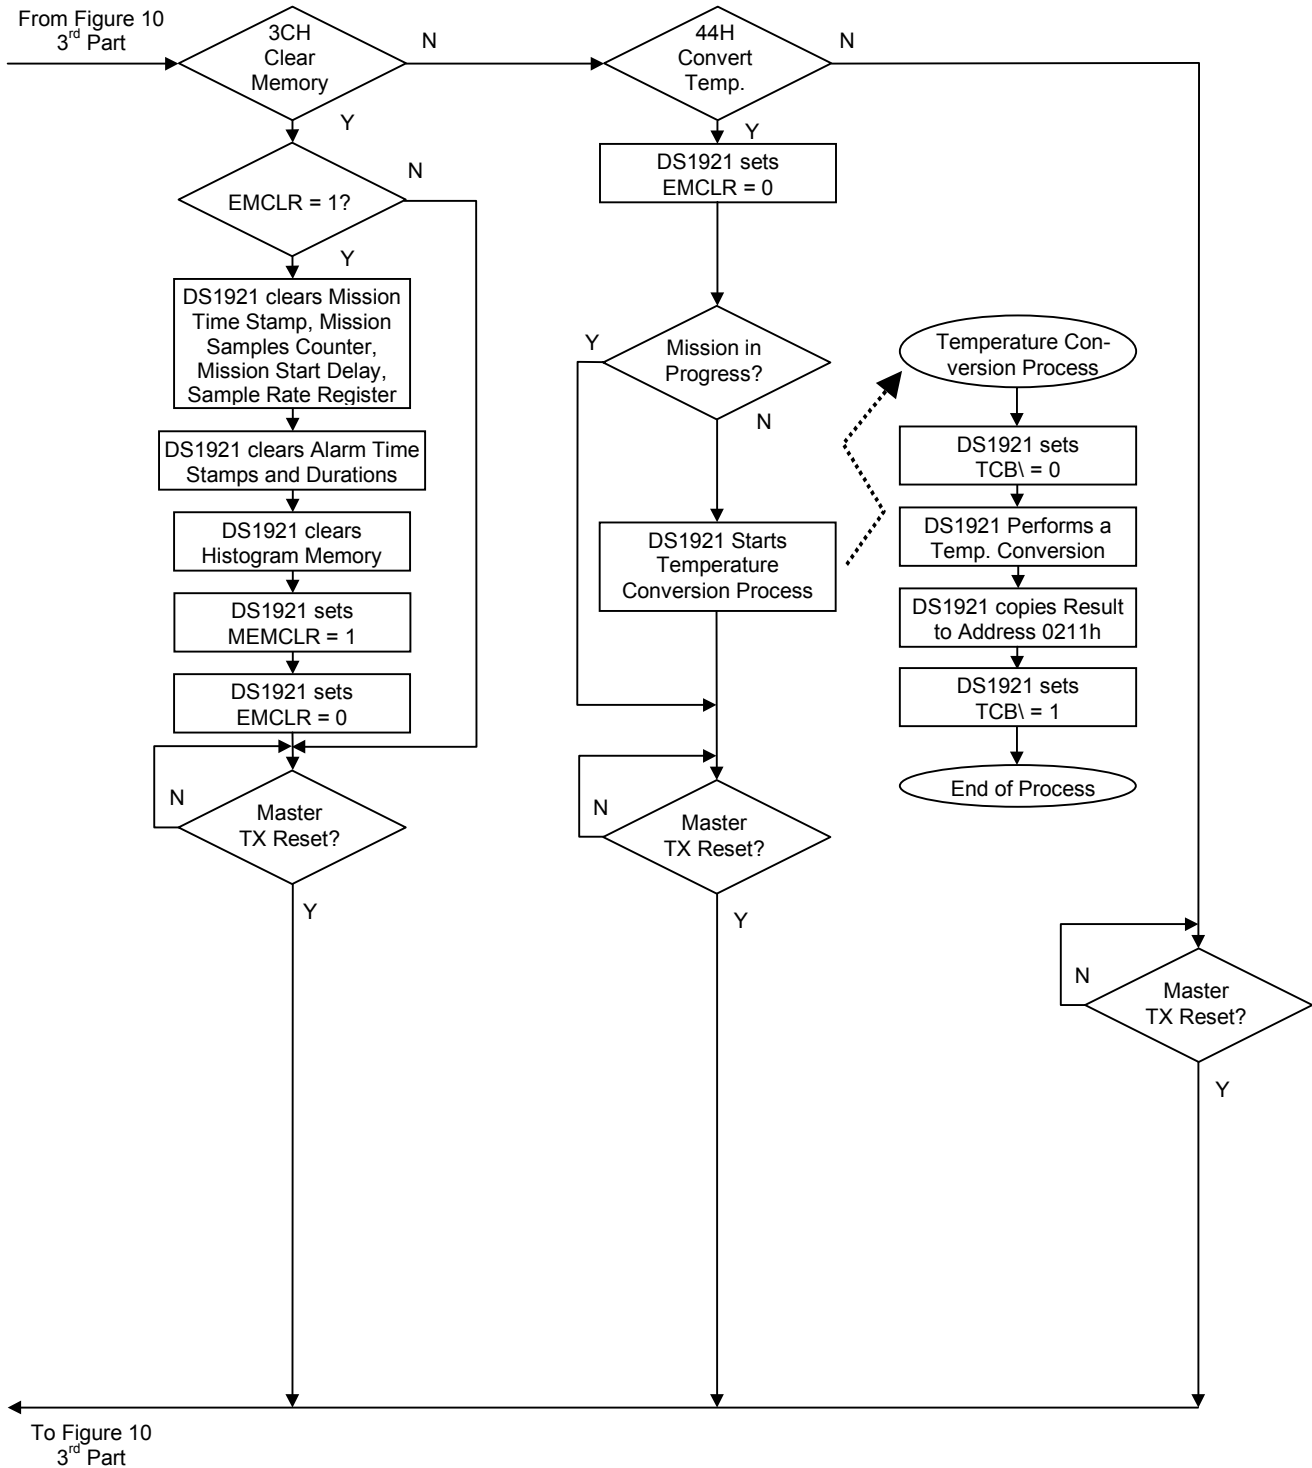 From Figure 10
3rd Part
3CH
Clear
Memory
N
Y
44H
Convert
Temp.
N
Y
EMCLR = 1?
N
Y
DS1921 sets
EMCLR = 0
DS1921 clears Mission
Time Stamp, Mission
Samples Counter,
Mission Start Delay,
Sample Rate Register
DS1921 clears Alarm Time
Stamps and Durations
DS1921 clears
Histogram Memory
DS1921 sets
MEMCLR = 1
DS1921 sets
EMCLR = 0
N
Master
TX Reset?
Y
Y
Mission in
Progress?
N
DS1921 Starts
Temperature
Conversion Process
N
Master
TX Reset?
Y
Temperature Con-
version Process
DS1921 sets
TCB\ = 0
DS1921 Performs a
Temp. Conversion
DS1921 copies Result
to Address 0211h
DS1921 sets
TCB\ = 1
End of Process
N
Master
TX Reset?
Y
To Figure 10
3rd Part